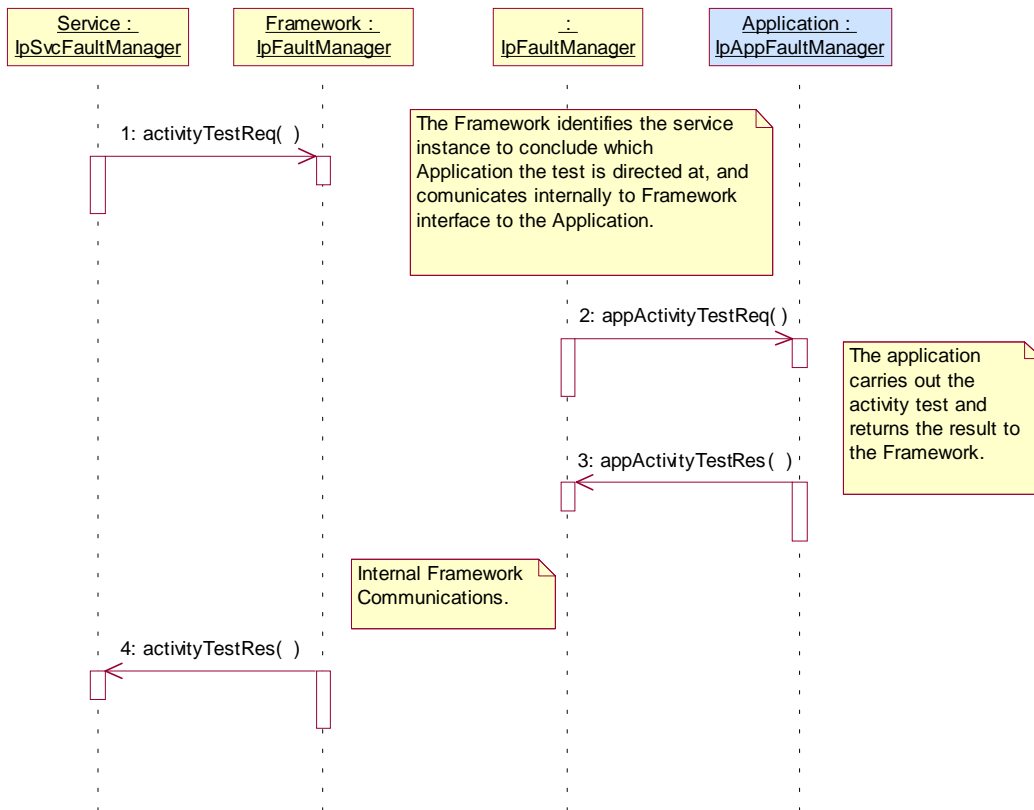 Service :
IpSvcFaultManager
Framework :
IpFaultManager
:
IpFaultManager
Application :
IpAppFaultManager
1: activityTestReq( )
The Framework identifies the service
instance to conclude which
Application the test is directed at, and
comunicates internally to Framework
interface to the Application.
2: appActivityTestReq( )
The application
carries out the
activity test and
returns the result to
the Framework.
3: appActivityTestRes( )
Internal Framework
Communications.
4: activityTestRes( )